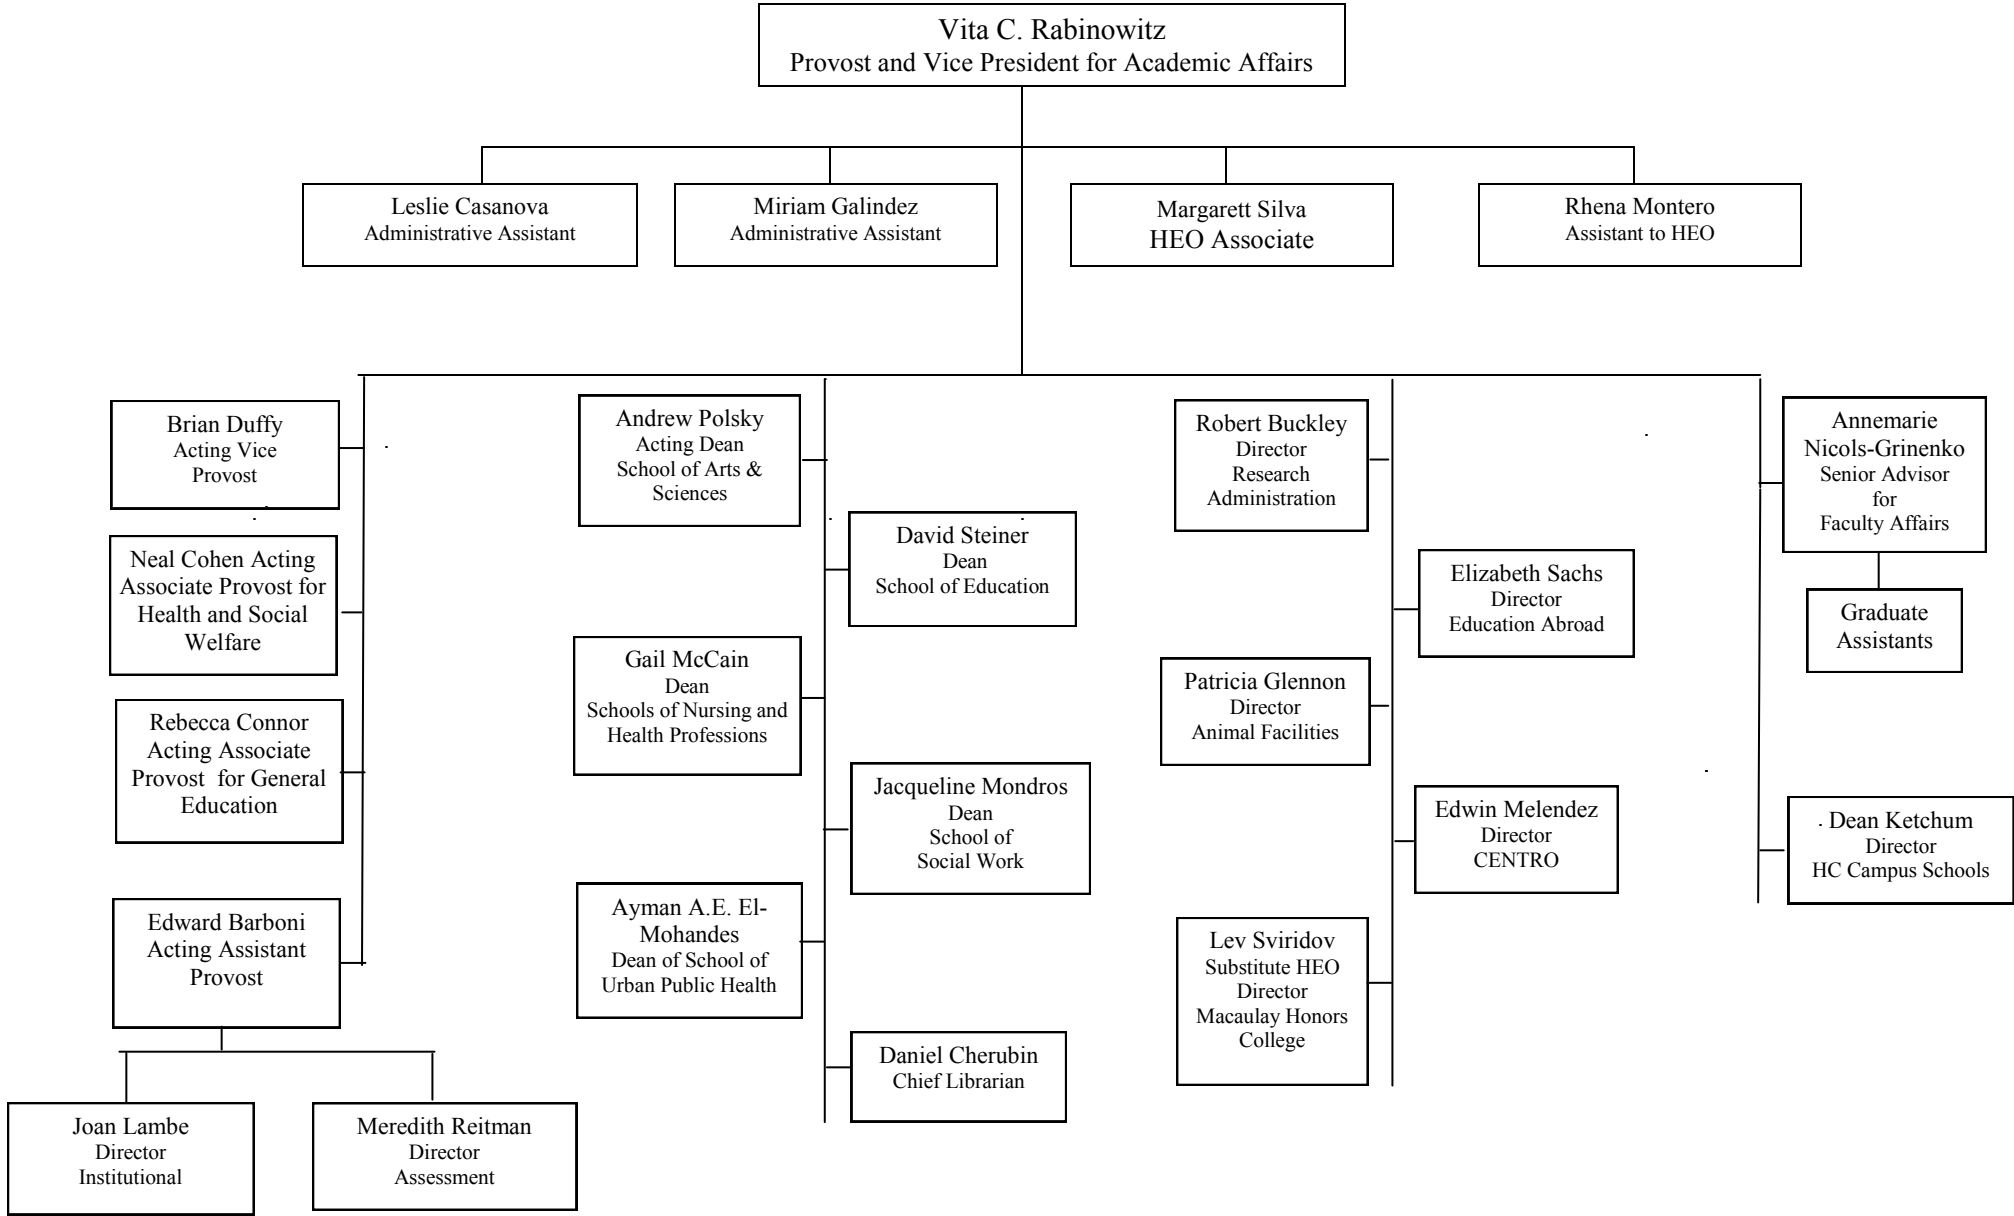 Vita C. Rabinowitz
Provost and Vice President for Academic Affairs
Leslie Casanova
Administrative Assistant
Miriam Galindez
Administrative Assistant
Margarett Silva
HEO Associate
Rhena Montero
Assistant to HEO
Brian Duffy
Acting Vice
Provost
Neal Cohen Acting
Associate Provost for
Health and Social
Welfare
Rebecca Connor
Acting Associate
Provost for General
Education
Edward Barboni
Acting Assistant
Provost
Joan Lambe
Director
Institutional
Meredith Reitman
Director
Assessment
Andrew Polsky
Acting Dean
School of Arts &
Sciences
David Steiner
Dean
School of Education
Gail McCain
Dean
Schools of Nursing and
Health Professions
Jacqueline Mondros
Dean
School of
Social Work
Ayman A.E. El-
Mohandes
Dean of School of
Urban Public Health
Daniel Cherubin
Chief Librarian
Robert Buckley
Director
Research
Administration
Elizabeth Sachs
Director
Education Abroad
Patricia Glennon
Director
Animal Facilities
Edwin Melendez
Director
CENTRO
Lev Sviridov
Substitute HEO
Director
Macaulay Honors
College
Annemarie
Nicols-Grinenko
Senior Advisor
for
Faculty Affairs
Graduate
Assistants
Dean Ketchum
Director
HC Campus Schools